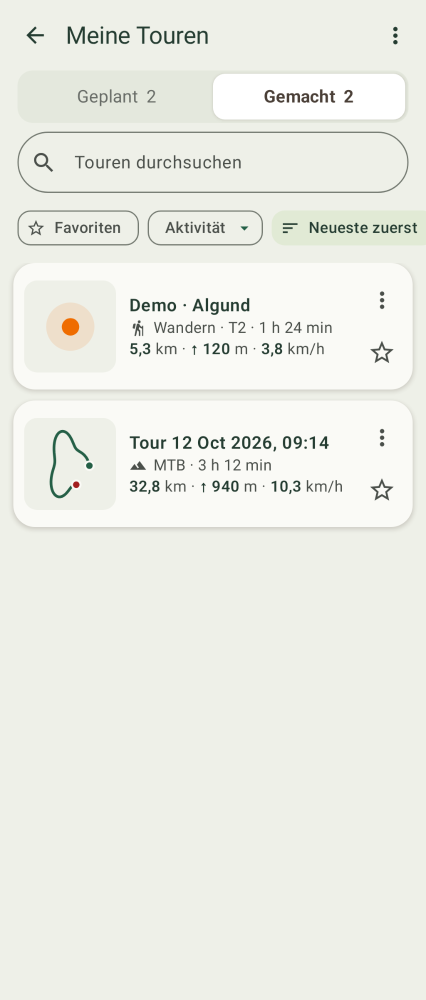 Meine Touren
Geplant 2
Gemacht 2
Touren durchsuchen
Favoriten
Aktivität
Neueste zuerst
Demo · Algund
Wandern · T2 · 1 h 24 min
5,3 km · ↑ 120 m · 3,8 km/h
Tour 12 Oct 2026, 09:14
MTB · 3 h 12 min
32,8 km · ↑ 940 m · 10,3 km/h